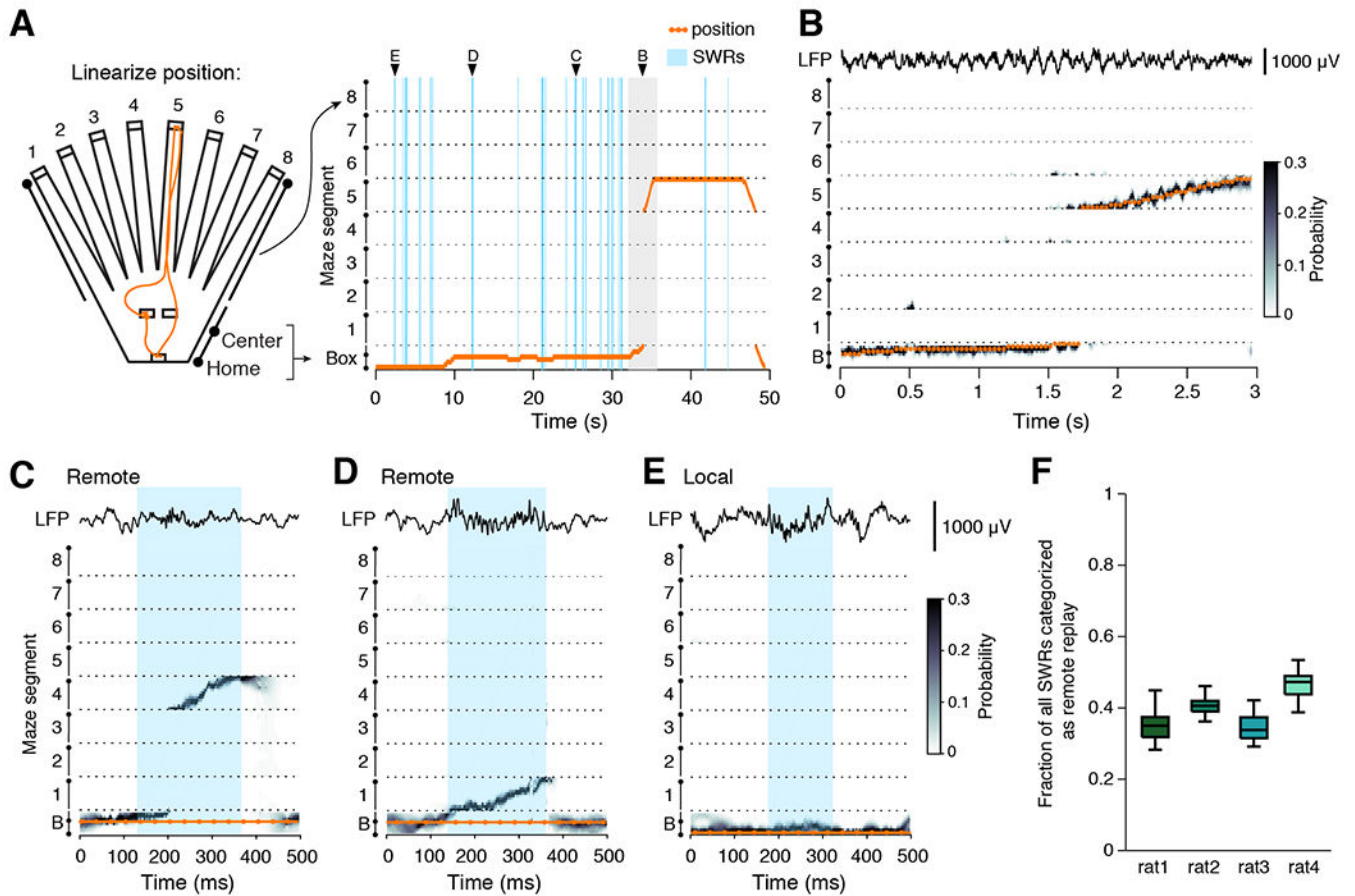 A
Linearize position:
1
2
3
4
5
6
7
8
Center
Home
position
SWRs
E
D
C
B
Maze segment
8
7
6
5
4
3
2
1
Box
0
10
20
30
40
50
Time (s)
B
LFP
1000 µV
8
7
6
5
4
3
2
1
B
0
0.5
1
1.5
2
2.5
3
Time (s)
0.3
0.2
0.1
0
Probability
C
Remote
LFP
Maze segment
8
7
6
5
4
3
2
1
B
0
100
200
300
400
500
Time (ms)
D
Remote
LFP
8
7
6
5
4
3
2
1
B
0
100
200
300
400
500
Time (ms)
E
Local
LFP
1000 µV
8
7
6
5
4
3
2
1
B
0
100
200
300
400
500
Time (ms)
0.3
0.2
0.1
0
Probability
F
Fraction of all SWRs categorized
as remote replay
1
0.8
0.6
0.4
0.2
0
rat1
rat2
rat3
rat4